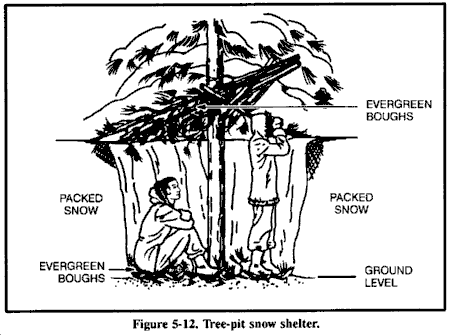 EVERGREEN
BOUGHS
PACKED
SNOW
PACKED
SNOW
EVERGREEN
BOUGHS
GROUND
LEVEL
Figure 5-12. Tree-pit snow shelter.